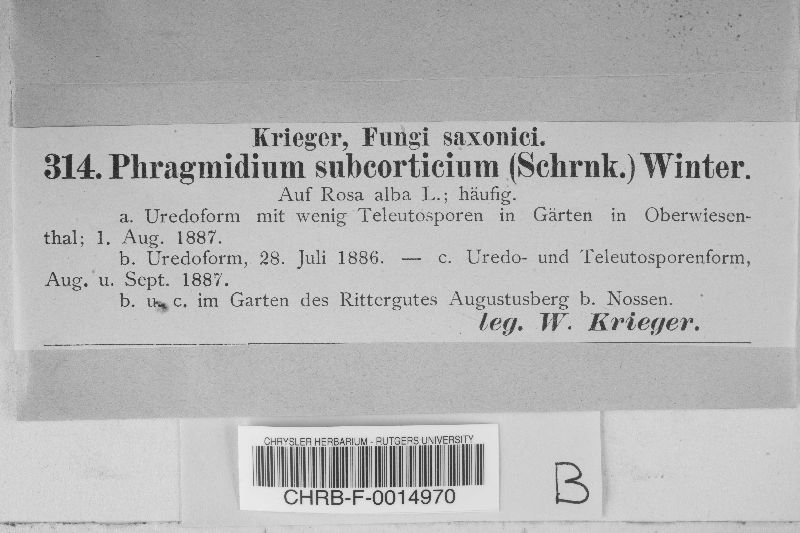 Krieger, Fungi saxonici.
314. Phragmidium subcorticium (Schrnk.) Winter.
Auf Rosa alba L.; häufig.
a. Uredoform mit wenig Teleutosporen in Gärten in Oberwiesen-
thal; 1. Aug. 1887.
b. Uredoform, 28. Juli 1886. — c. Uredo- und Teleutosporenform,
Aug. u. Sept. 1887.
b. u. c. im Garten des Rittergutes Augustusberg b. Nossen.
leg. W. Krieger.
CHRYSLER HERBARIUM - RUTGERS UNIVERSITY
CHRB-F-0014970
B